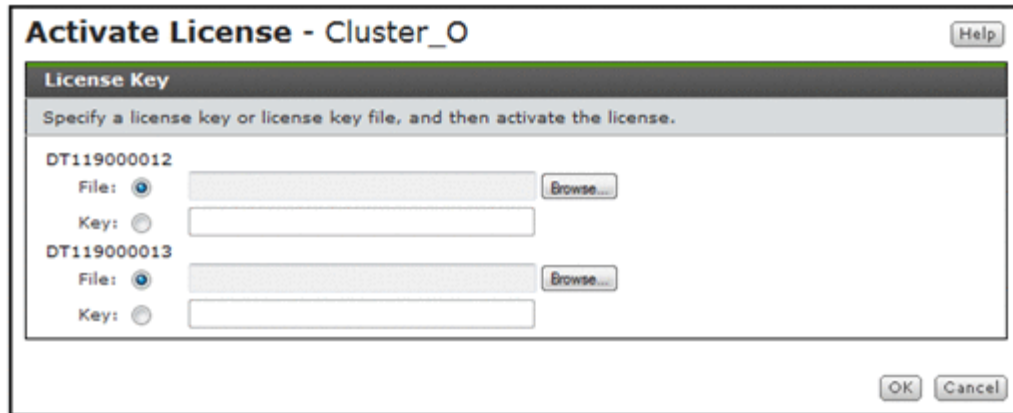 Activate License - Cluster_O
Help
License Key
Specify a license key or license key file, and then activate the license.
DT119000012
File: Browse...
Key:
DT119000013
File: Browse...
Key:
OK Cancel